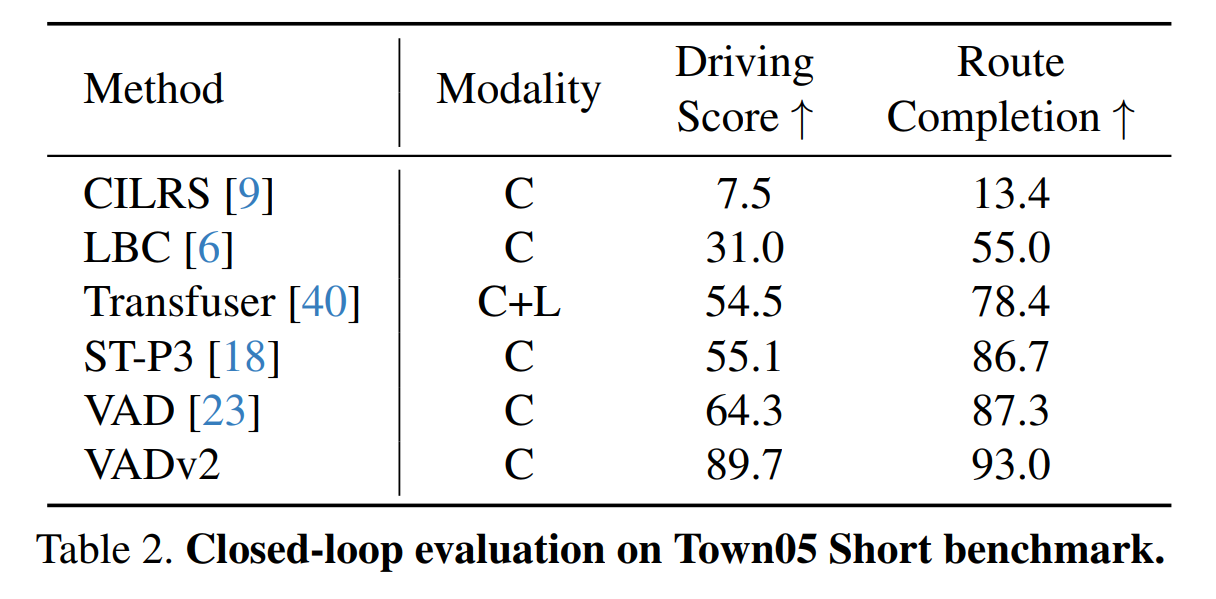 Method Modality Driving Score ↑ Route Completion ↑
CILRS [9] C 7.5 13.4
LBC [6] C 31.0 55.0
Transfuser [40] C+L 54.5 78.4
ST-P3 [18] C 55.1 86.7
VAD [23] C 64.3 87.3
VADv2 C 89.7 93.0
Table 2. Closed-loop evaluation on Town05 Short benchmark.